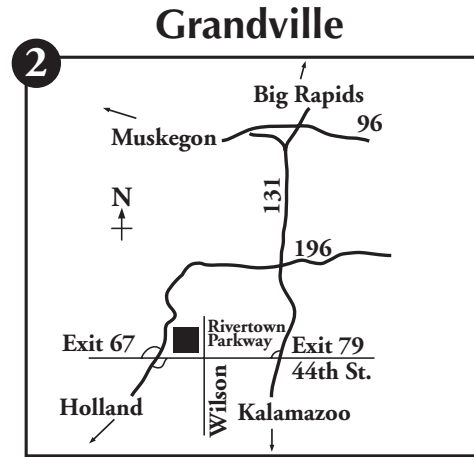 Grandville
2
Big Rapids
96
Muskegon
131
N
196
Rivertown
Parkway
Exit 67
Exit 79
44th St.
Wilson
Holland
Kalamazoo